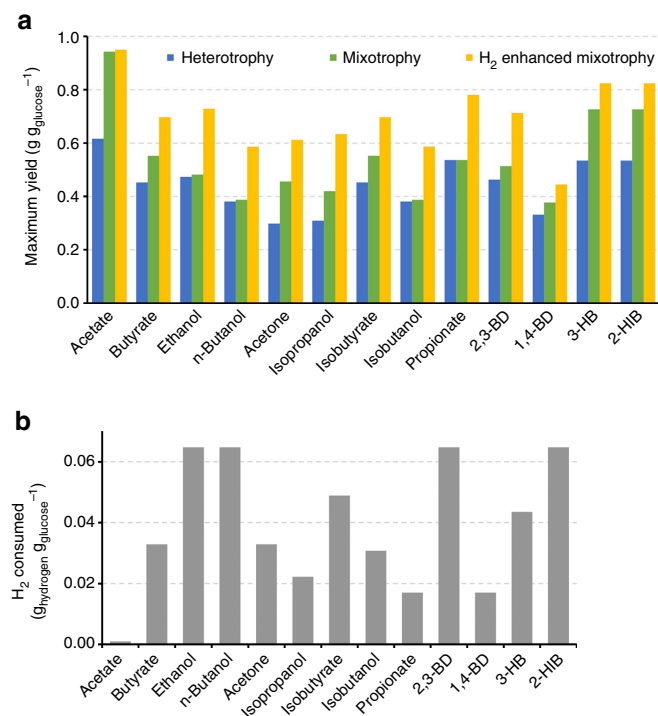 a
Maximum yield (g g_glucose⁻¹)
1.0
0.8
0.6
0.4
0.2
0.0
Heterotrophy
Mixotrophy
H₂ enhanced mixotrophy
Acetate
Butyrate
Ethanol
n-Butanol
Acetone
Isopropanol
Isobutyrate
Isobutanol
Propionate
2,3-BD
1,4-BD
3-HB
2-HIB
b
H₂ consumed
(g_hydrogen g_glucose⁻¹)
0.06
0.04
0.02
0.00
Acetate
Butyrate
Ethanol
n-Butanol
Acetone
Isopropanol
Isobutyrate
Isobutanol
Propionate
2,3-BD
1,4-BD
3-HB
2-HIB